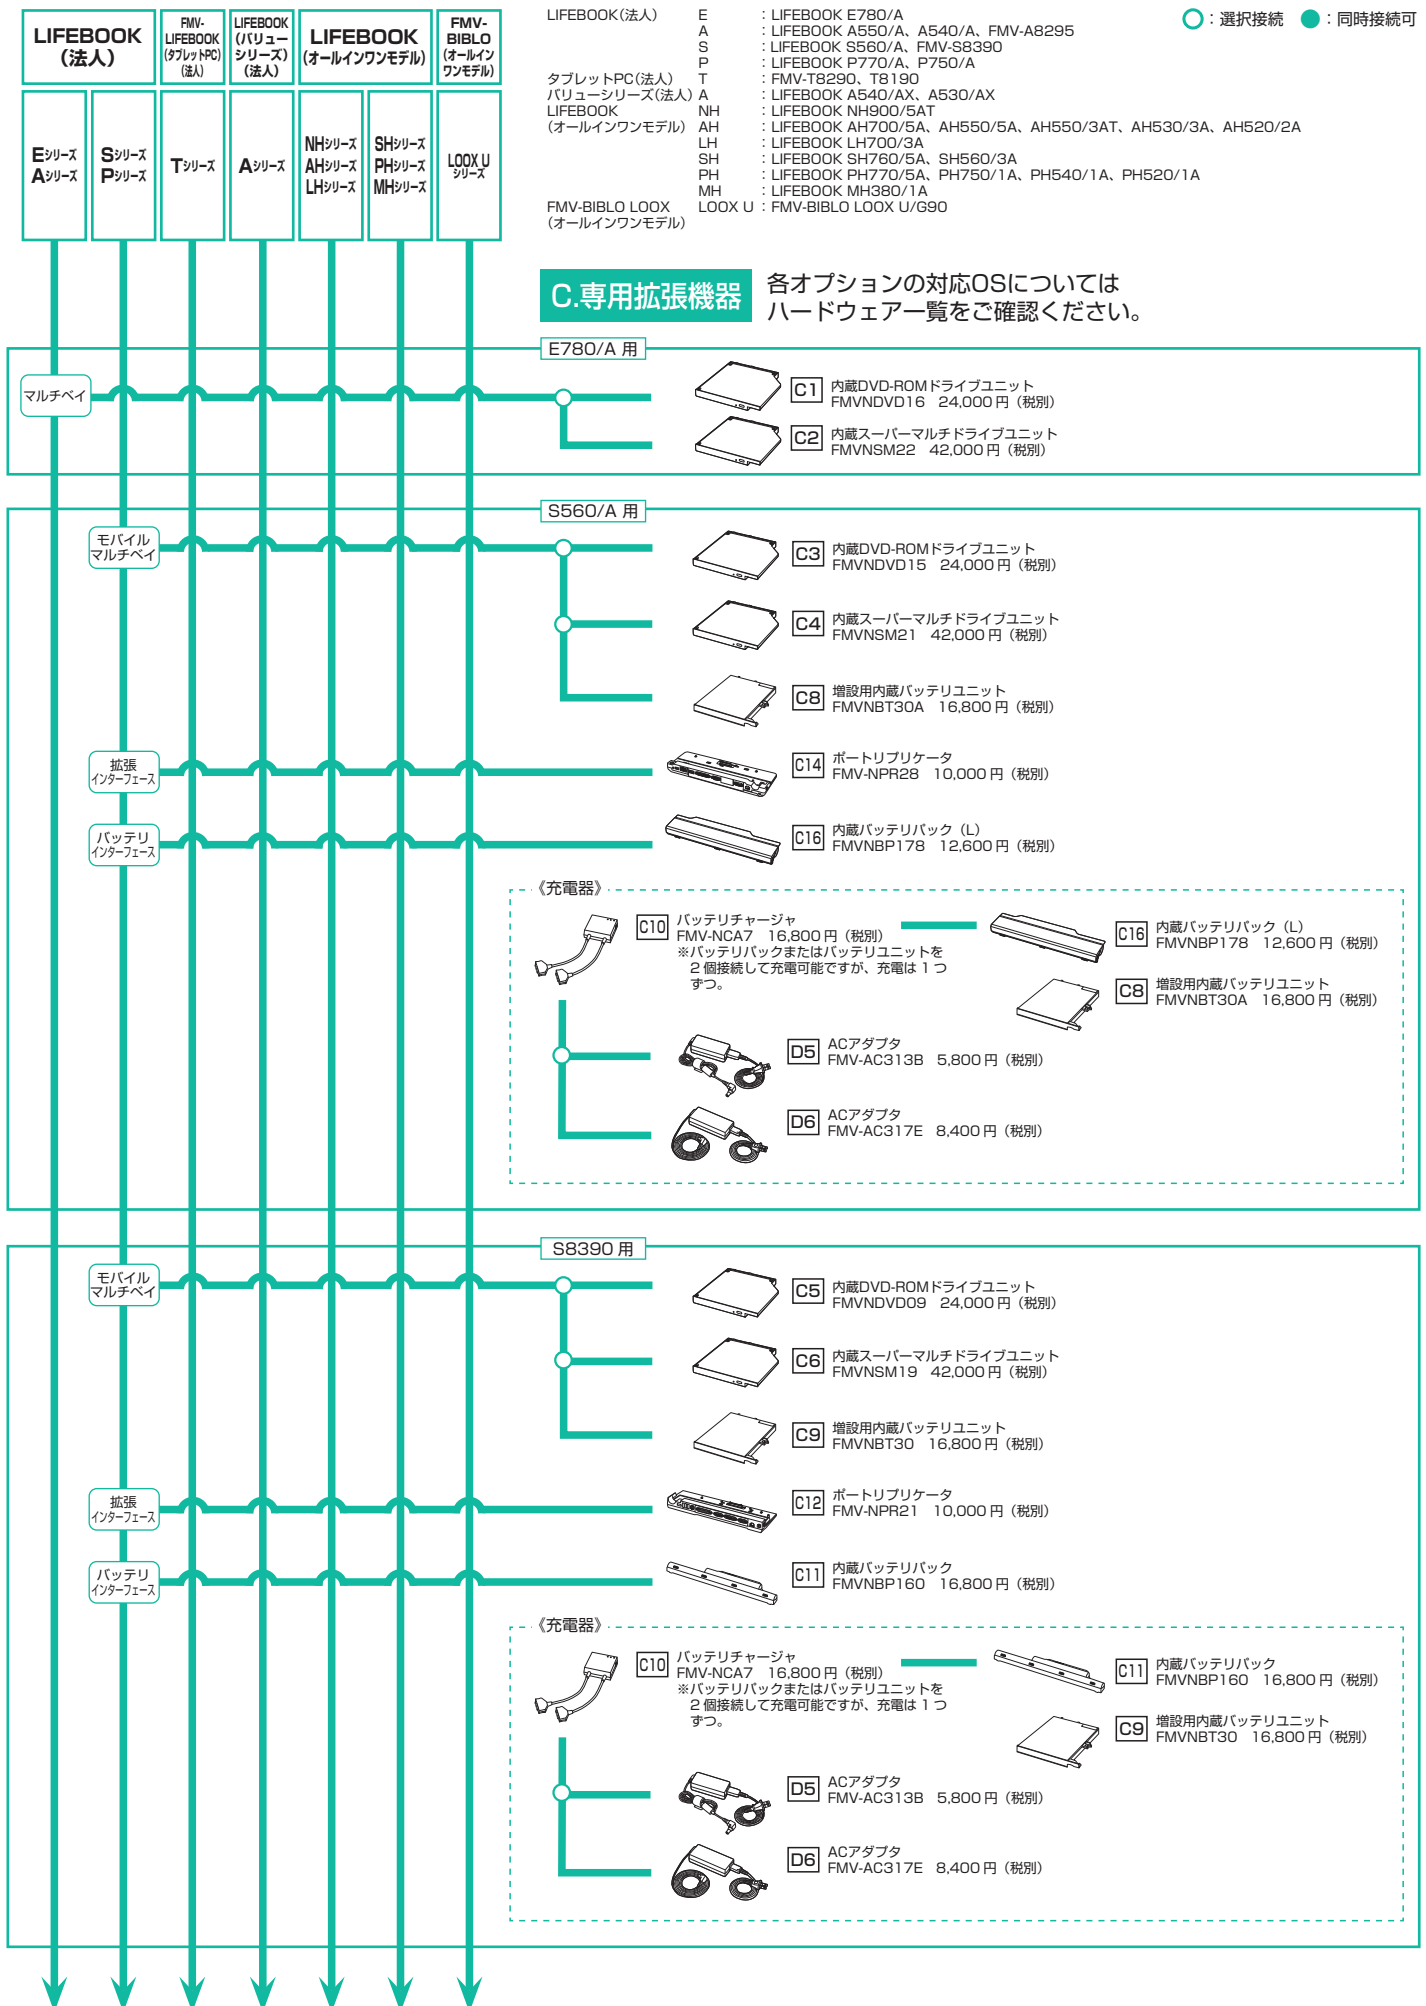 LIFEBOOK
（法人）
FMV-
LIFEBOOK
（タブレットPC）
（法人）
LIFEBOOK
（バリュー
シリーズ）
（法人）
LIFEBOOK
（オールインワンモデル）
FMV-
BIBLO
（オールイン
ワンモデル）
Eシリーズ
Aシリーズ
Sシリーズ
Pシリーズ
Tシリーズ
Aシリーズ
NHシリーズ
AHシリーズ
LHシリーズ
SHシリーズ
PHシリーズ
MHシリーズ
LOOX U
シリーズ
LIFEBOOK（法人） E ：LIFEBOOK E780/A
A ：LIFEBOOK A550/A、A540/A、FMV-A8295
S ：LIFEBOOK S560/A、FMV-S8390
P ：LIFEBOOK P770/A、P750/A
タブレットPC（法人） T ：FMV-T8290、T8190
バリューシリーズ（法人） A ：LIFEBOOK A540/AX、A530/AX
LIFEBOOK NH ：LIFEBOOK NH900/5AT
（オールインワンモデル） AH ：LIFEBOOK AH700/5A、AH550/5A、AH550/3AT、AH530/3A、AH520/2A
LH ：LIFEBOOK LH700/3A
SH ：LIFEBOOK SH760/5A、SH560/3A
PH ：LIFEBOOK PH770/5A、PH750/1A、PH540/1A、PH520/1A
MH ：LIFEBOOK MH380/1A
FMV-BIBLO LOOX LOOX U ：FMV-BIBLO LOOX U/G90
（オールインワンモデル）
○：選択接続 ●：同時接続可
C.専用拡張機器
各オプションの対応OSについては
ハードウェア一覧をご確認ください。
E780/A 用
マルチベイ
C1 内蔵DVD-ROMドライブユニット
FMVNDVD16 24,000円（税別）
C2 内蔵スーパーマルチドライブユニット
FMVNSM22 42,000円（税別）
S560/A 用
モバイル
マルチベイ
C3 内蔵DVD-ROMドライブユニット
FMVNDVD15 24,000円（税別）
C4 内蔵スーパーマルチドライブユニット
FMVNSM21 42,000円（税別）
C8 増設用内蔵バッテリユニット
FMVNBT30A 16,800円（税別）
拡張
インターフェース
C14 ポートリプリケータ
FMV-NPR28 10,000円（税別）
バッテリ
インターフェース
C16 内蔵バッテリパック（L）
FMVNBP178 12,600円（税別）
《充電器》
C10 バッテリチャージャ
FMV-NCA7 16,800円（税別）
※バッテリパックまたはバッテリユニットを
2個接続して充電可能ですが、充電は1つ
ずつ。
C16 内蔵バッテリパック（L）
FMVNBP178 12,600円（税別）
C8 増設用内蔵バッテリユニット
FMVNBT30A 16,800円（税別）
D5 ACアダプタ
FMV-AC313B 5,800円（税別）
D6 ACアダプタ
FMV-AC317E 8,400円（税別）
S8390 用
モバイル
マルチベイ
C5 内蔵DVD-ROMドライブユニット
FMVNDVD09 24,000円（税別）
C6 内蔵スーパーマルチドライブユニット
FMVNSM19 42,000円（税別）
C9 増設用内蔵バッテリユニット
FMVNBT30 16,800円（税別）
拡張
インターフェース
C12 ポートリプリケータ
FMV-NPR21 10,000円（税別）
バッテリ
インターフェース
C11 内蔵バッテリパック
FMVNBP160 16,800円（税別）
《充電器》
C10 バッテリチャージャ
FMV-NCA7 16,800円（税別）
※バッテリパックまたはバッテリユニットを
2個接続して充電可能ですが、充電は1つ
ずつ。
C11 内蔵バッテリパック
FMVNBP160 16,800円（税別）
C9 増設用内蔵バッテリユニット
FMVNBT30 16,800円（税別）
D5 ACアダプタ
FMV-AC313B 5,800円（税別）
D6 ACアダプタ
FMV-AC317E 8,400円（税別）